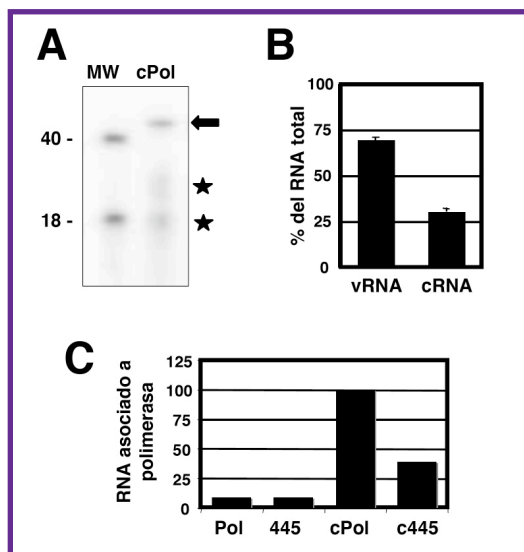 A
MW cPol
40 -
18 -
B
% del RNA total
100
75
50
25
0
vRNA cRNA
C
RNA asociado a
polimerasa
125
100
75
50
25
0
Pol 445 cPol c445